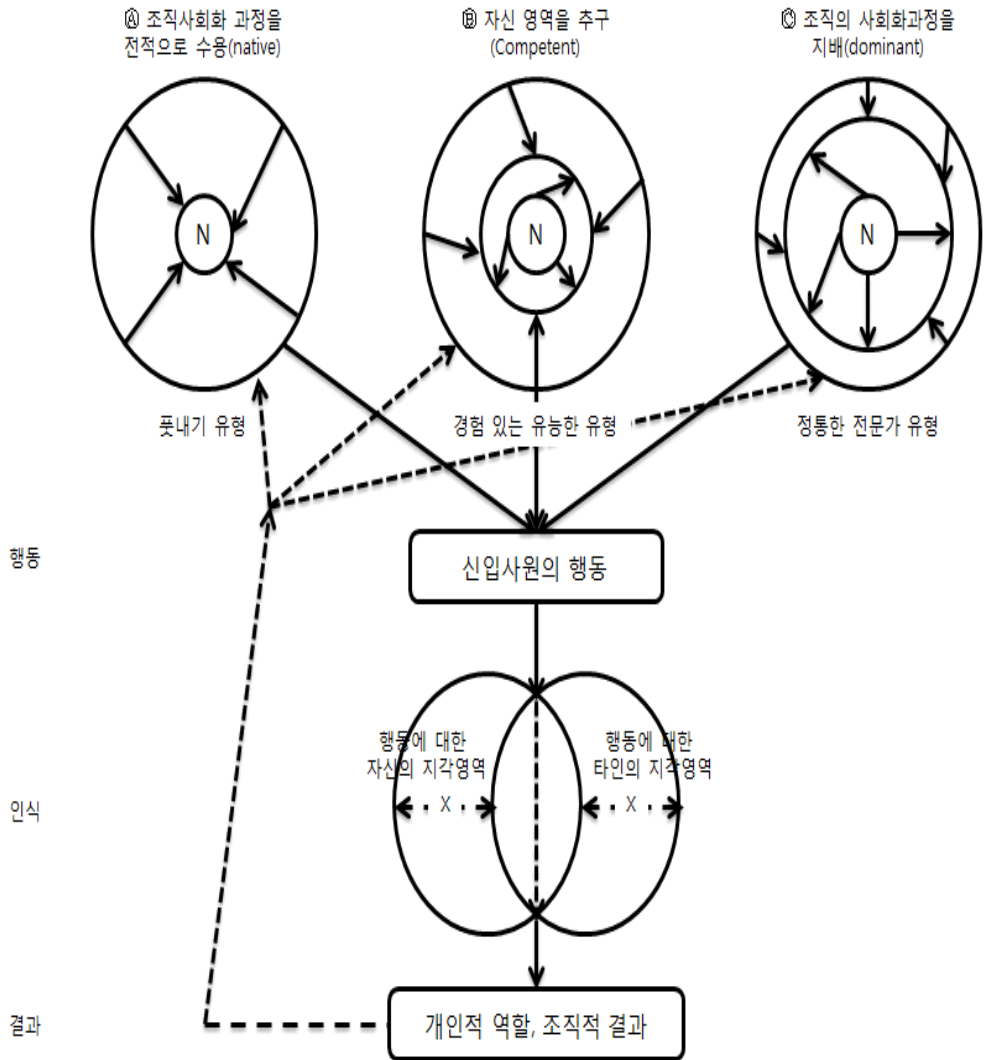 Ⓐ 조직사회화 과정을
전적으로 수용(native)
Ⓑ 자신 영역을 추구
(Competent)
Ⓒ 조직의 사회화과정을
지배(dominant)
N
N
N
풋내기 유형
경험 있는 유능한 유형
정통한 전문가 유형
행동
신입사원의 행동
행동에 대한
자신의 지각영역
X
행동에 대한
타인의 지각영역
X
인식
결과
개인적 역할, 조직적 결과